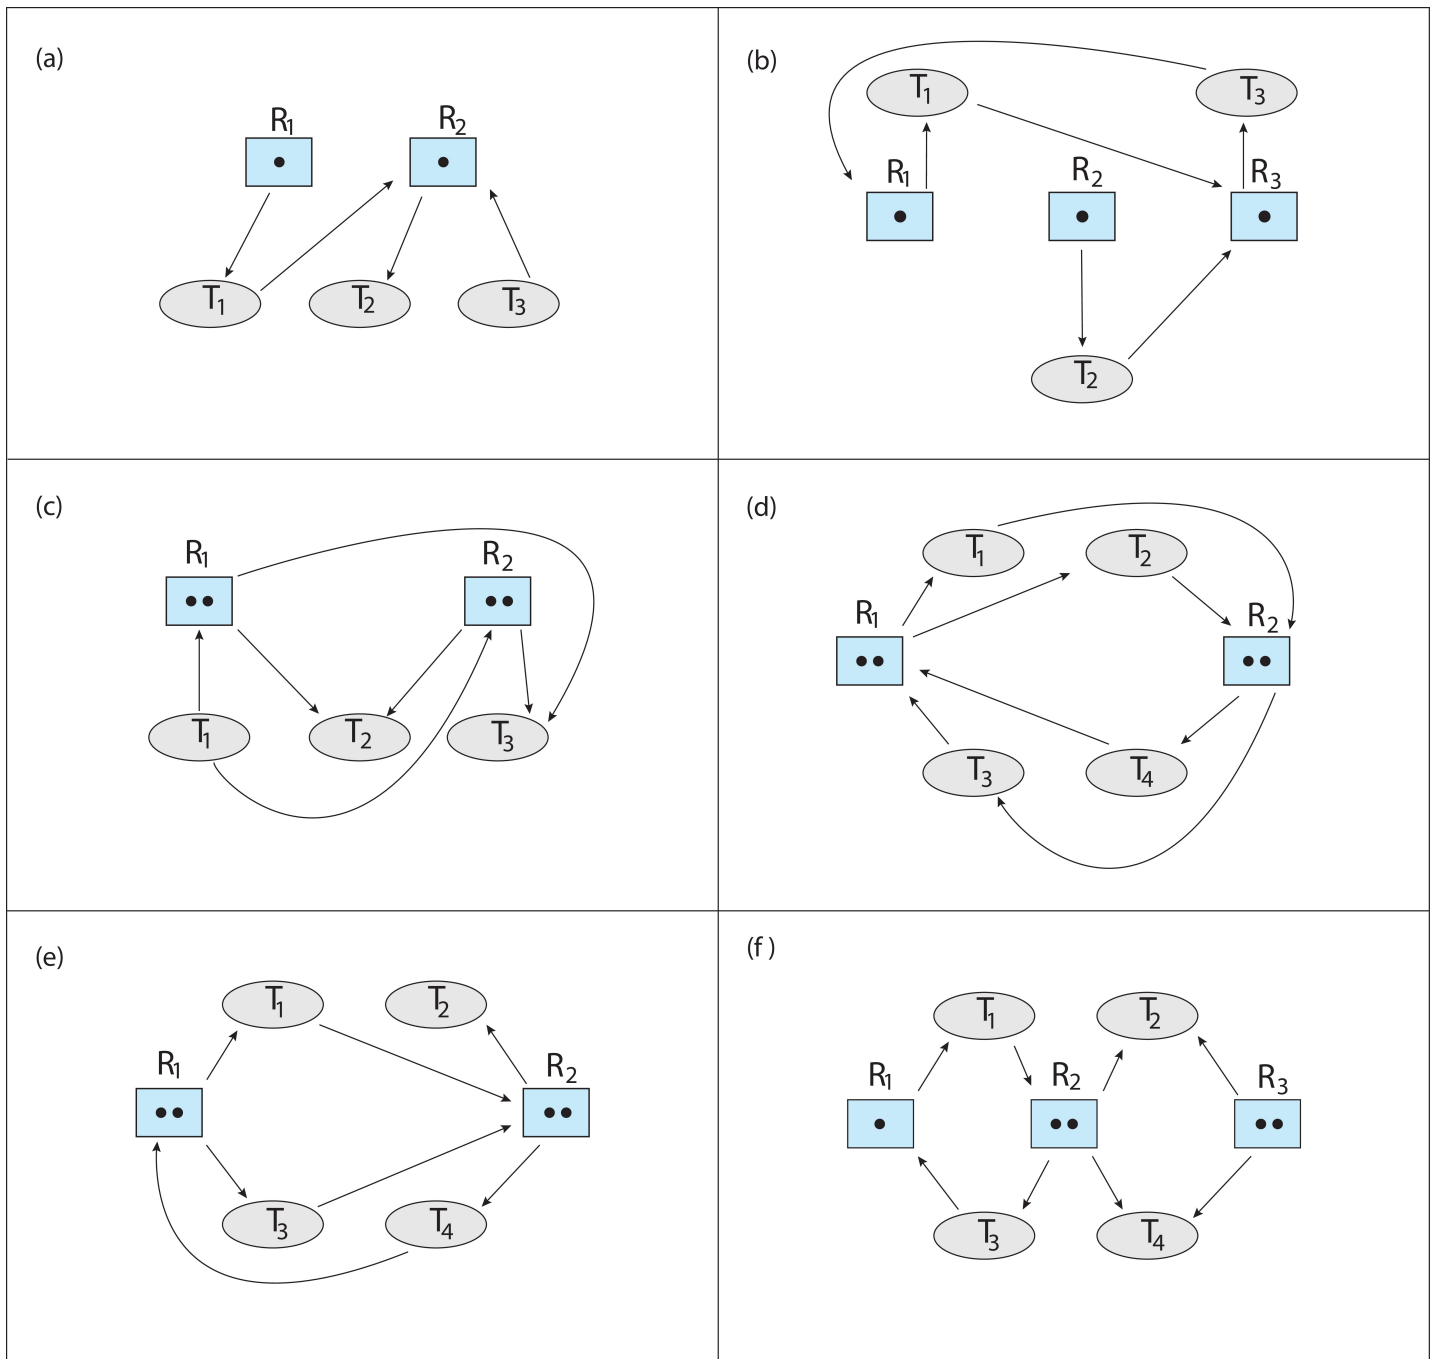 (a)
R1 R2
T1 T2 T3
(b)
T1 T3
R1 R2 R3
T2
(c)
R1 R2
T1 T2 T3
(d)
T1 T2
R1 R2
T3 T4
(e)
T1 T2
R1 R2
T3 T4
(f )
T1 T2
R1 R2 R3
T3 T4